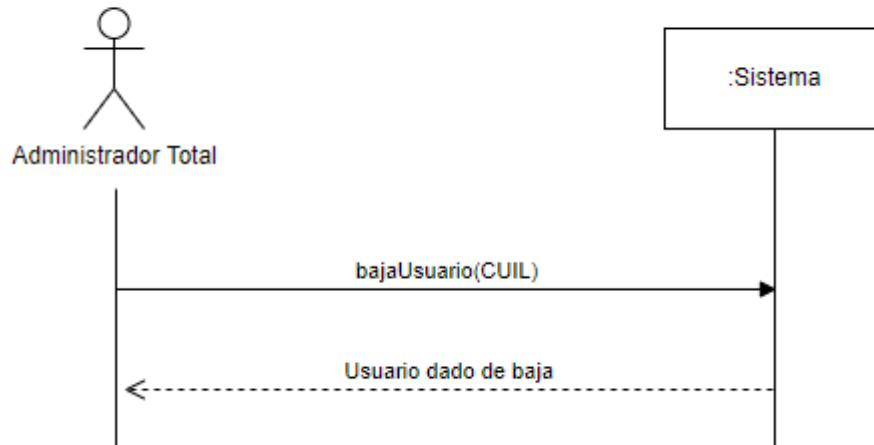 :Sistema
Administrador Total
bajaUsuario(CUIL)
Usuario dado de baja